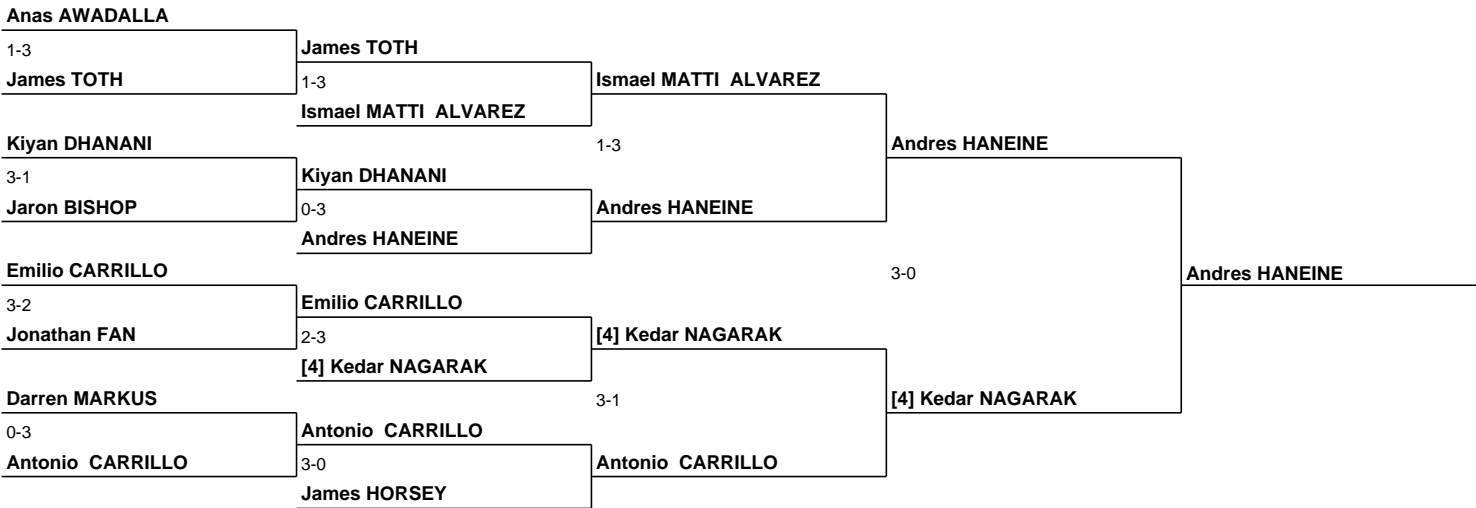 Anas AWADALLA
1-3
James TOTH
James TOTH
1-3
Ismael MATTI  ALVAREZ
Ismael MATTI  ALVAREZ
Kiyan DHANANI
1-3
Andres HANEINE
3-1
Kiyan DHANANI
Jaron BISHOP
0-3
Andres HANEINE
Andres HANEINE
Emilio CARRILLO
3-0
Andres HANEINE
3-2
Emilio CARRILLO
Jonathan FAN
2-3
[4] Kedar NAGARAK
[4] Kedar NAGARAK
Darren MARKUS
3-1
[4] Kedar NAGARAK
0-3
Antonio  CARRILLO
Antonio  CARRILLO
3-0
Antonio  CARRILLO
James HORSEY